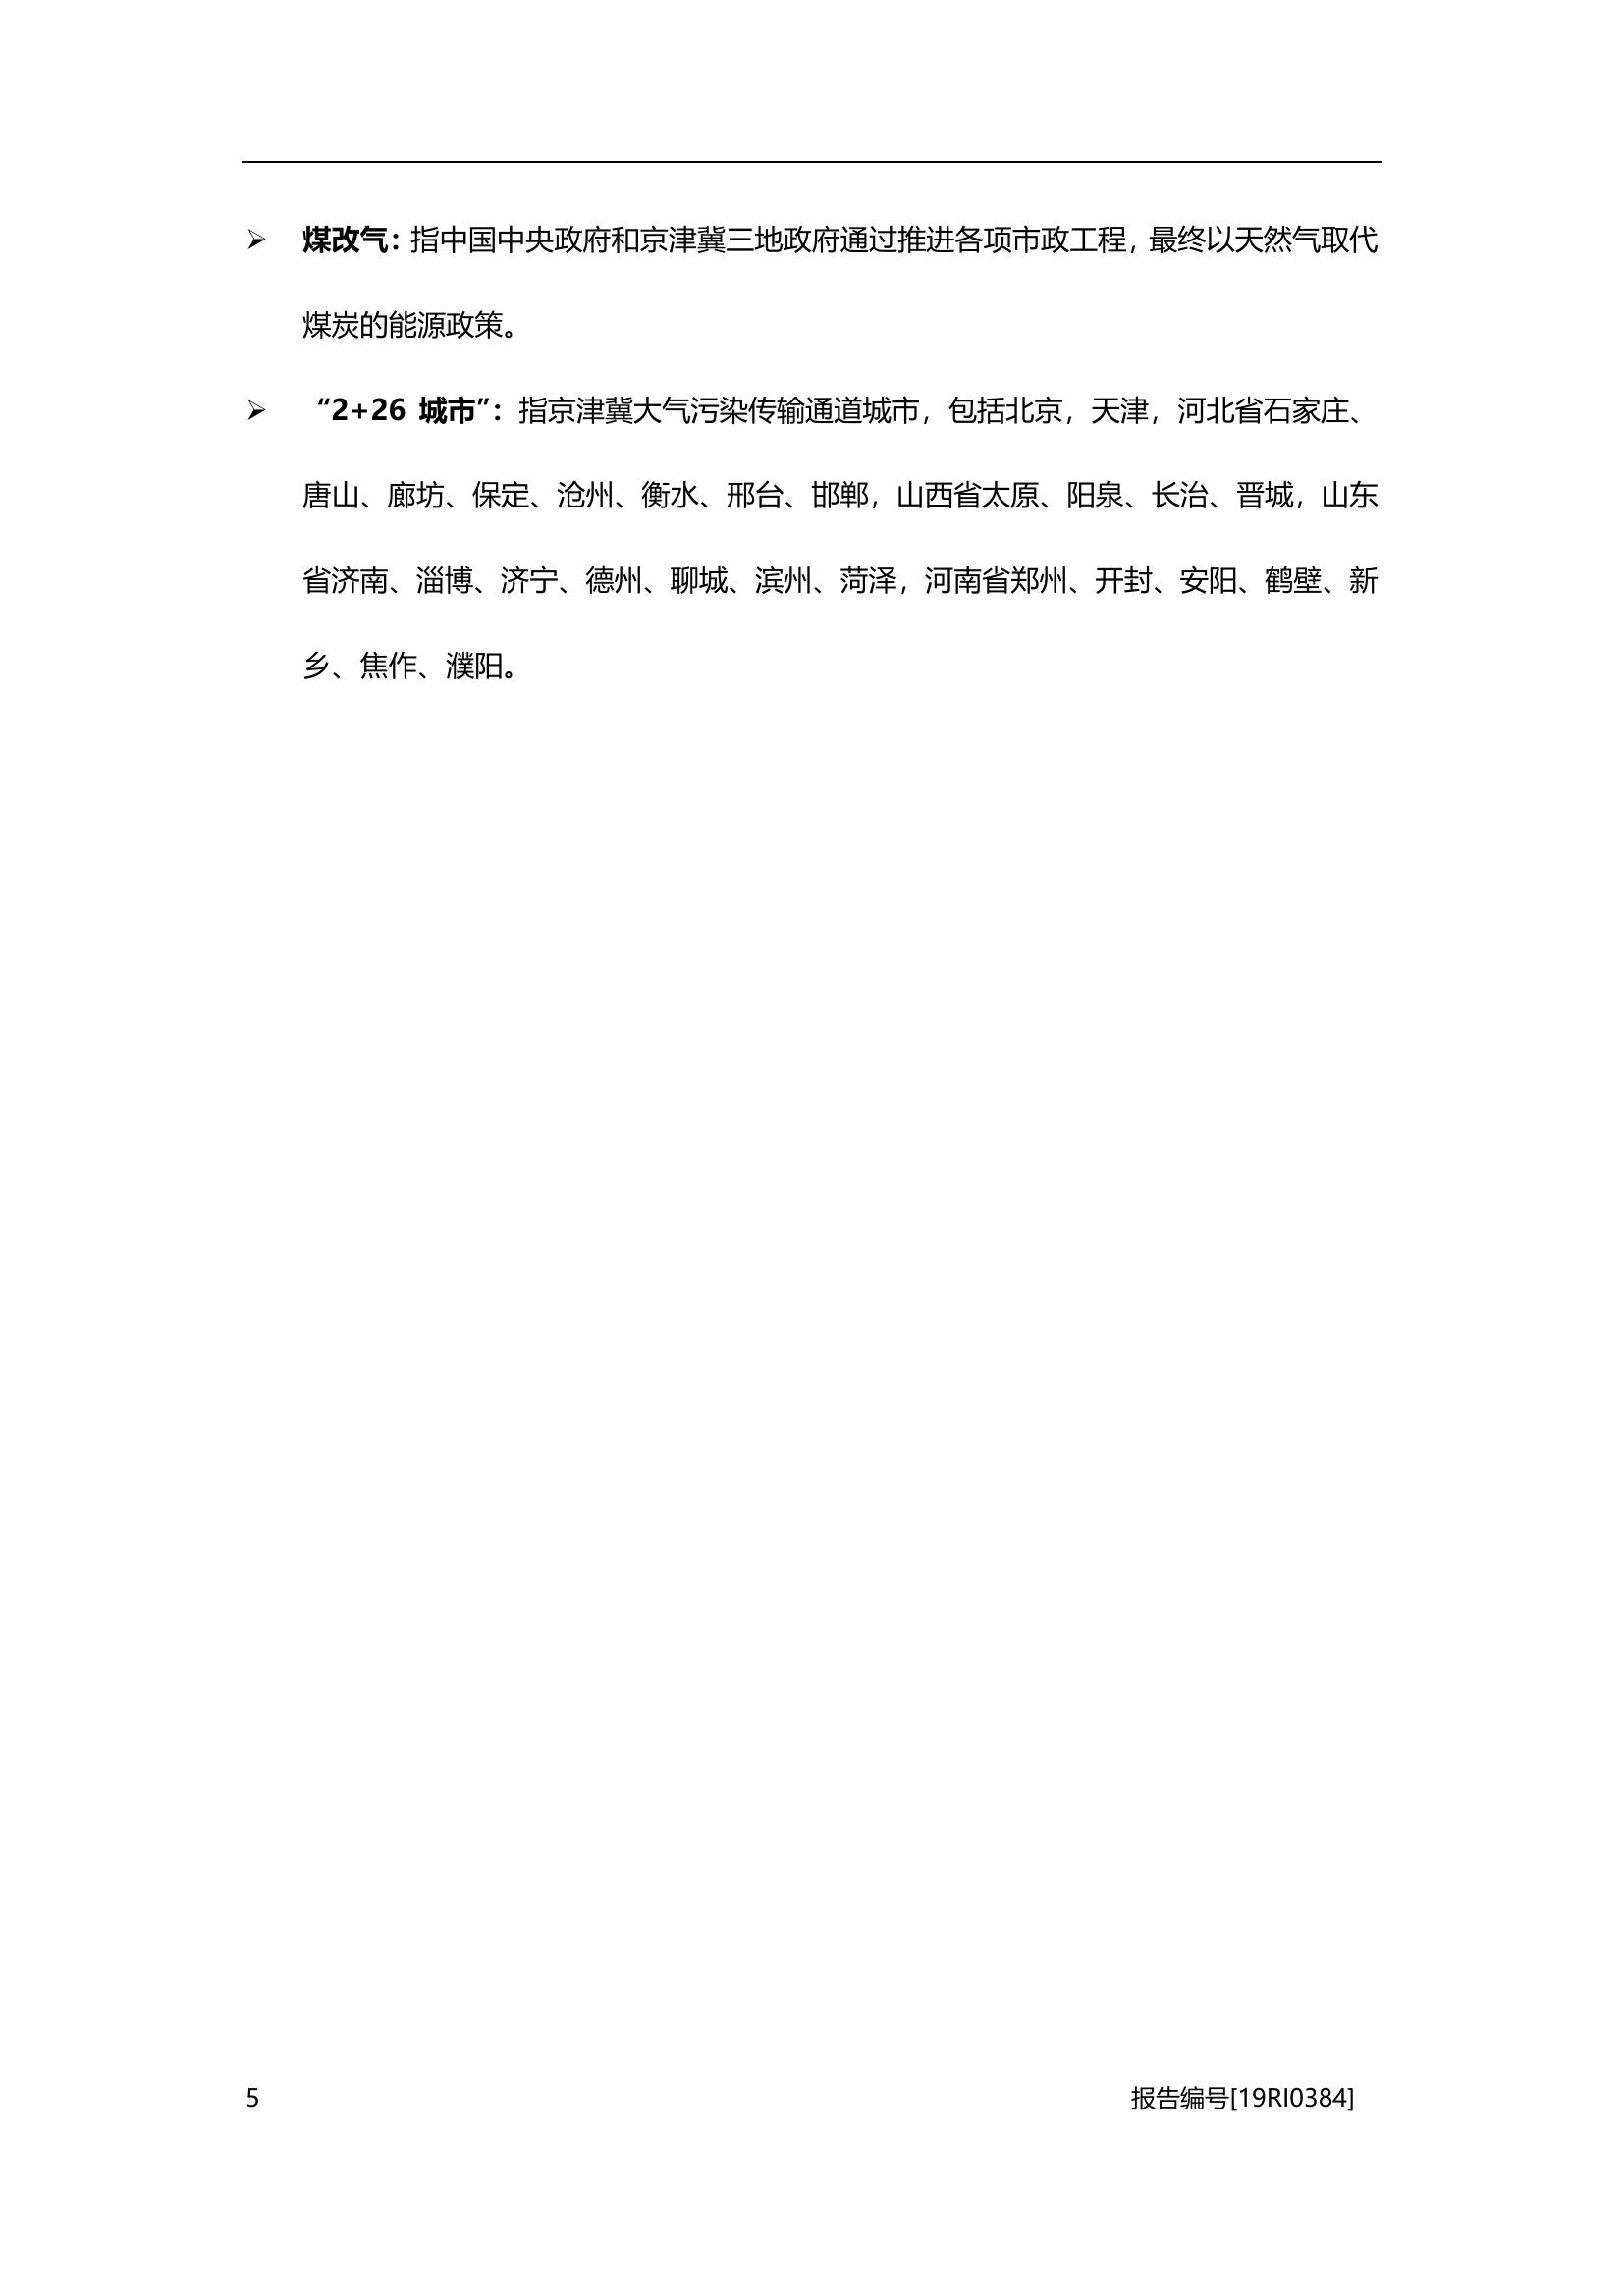 ➢ 煤改气：指中国中央政府和京津冀三地政府通过推进各项市政工程，最终以天然气取代
煤炭的能源政策。
➢ “2+26 城市”：指京津冀大气污染传输通道城市，包括北京，天津，河北省石家庄、
唐山、廊坊、保定、沧州、衡水、邢台、邯郸，山西省太原、阳泉、长治、晋城，山东
省济南、淄博、济宁、德州、聊城、滨州、菏泽，河南省郑州、开封、安阳、鹤壁、新
乡、焦作、濮阳。
5 报告编号[19RI0384]